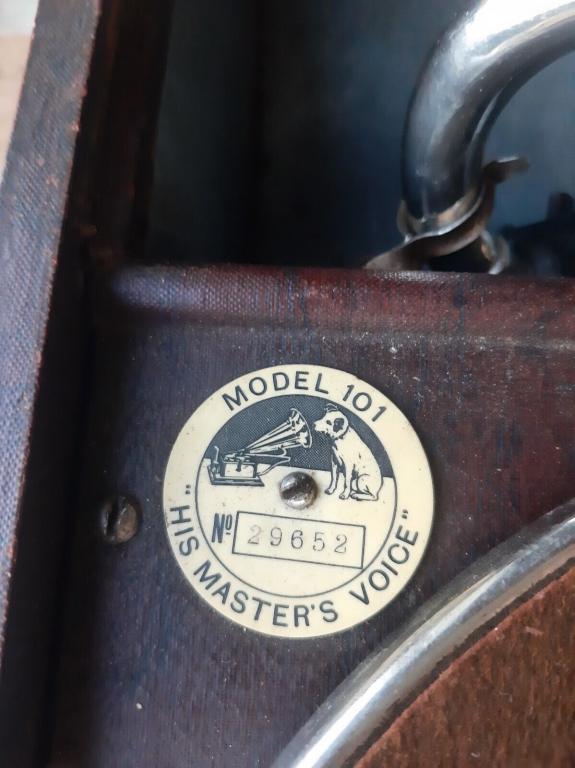 MODEL 101
Nº 29652
"HIS MASTER'S VOICE"